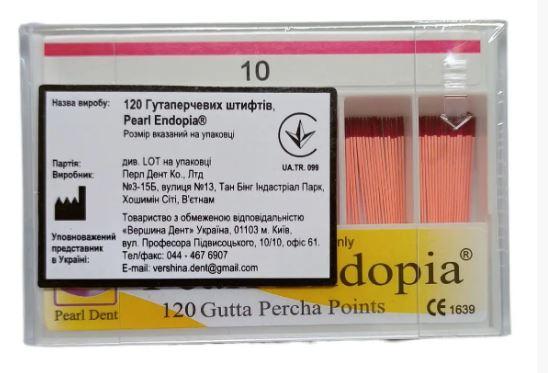 10
Назва виробу: 120 Гутаперчевих штифтів,
Pearl Endopia®
Розмір вказаний на упаковці
UA.TR. 099
Партія: див. LOT на упаковці
Виробник: Перл Дент Ко., Лтд
№3-15Б, вулиця №13, Тан Бінг Індастріал Парк,
Хошимін Сіті, В'єтнам
Уповноважений представник в Україні:
Товариство з обмеженою відповідальністю
«Вершина Дент» Україна, 01103 м. Київ,
вул. Професора Підвисоцького, 10/10, офіс 61.
Тел/факс: 044 - 467 6907
E-mail: vershina.dent@gmail.com
Endopia®
Pearl Dent
120 Gutta Percha Points
CE 1639